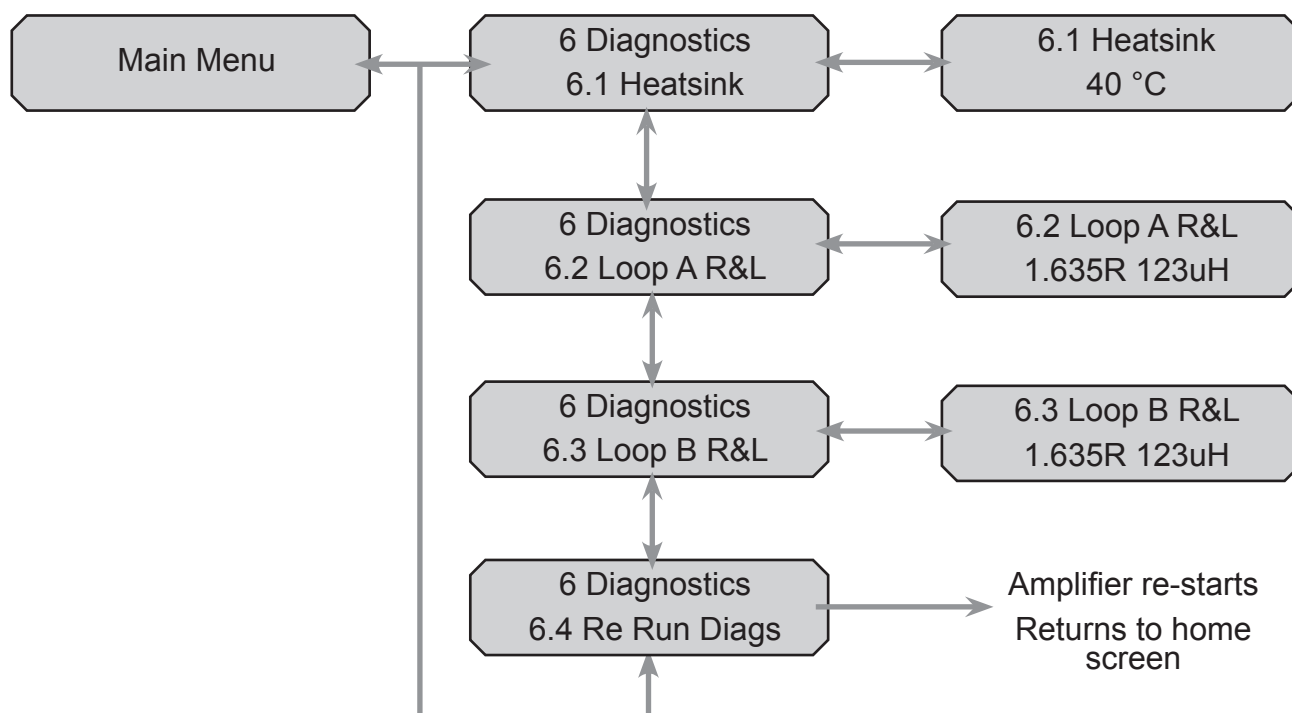 Main Menu
6 Diagnostics
6.1 Heatsink
6.1 Heatsink
40 °C
6 Diagnostics
6.2 Loop A R&L
6.2 Loop A R&L
1.635R 123uH
6 Diagnostics
6.3 Loop B R&L
6.3 Loop B R&L
1.635R 123uH
6 Diagnostics
6.4 Re Run Diags
Amplifier re-starts
Returns to home
screen